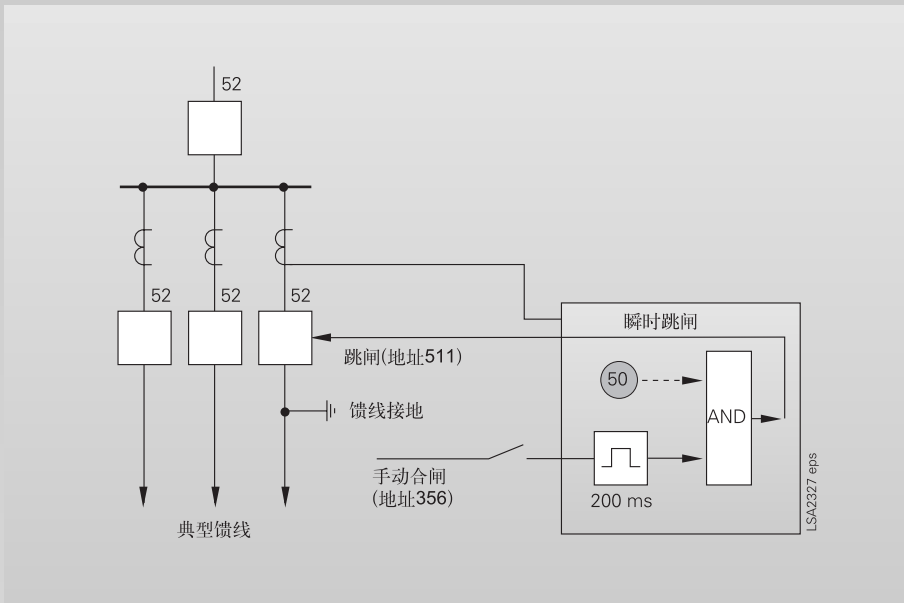 52
52
52
52
瞬时跳闸
跳闸(地址511)
50
AND
馈线接地
手动合闸
(地址356)
200 ms
典型馈线
LSA2327 eps